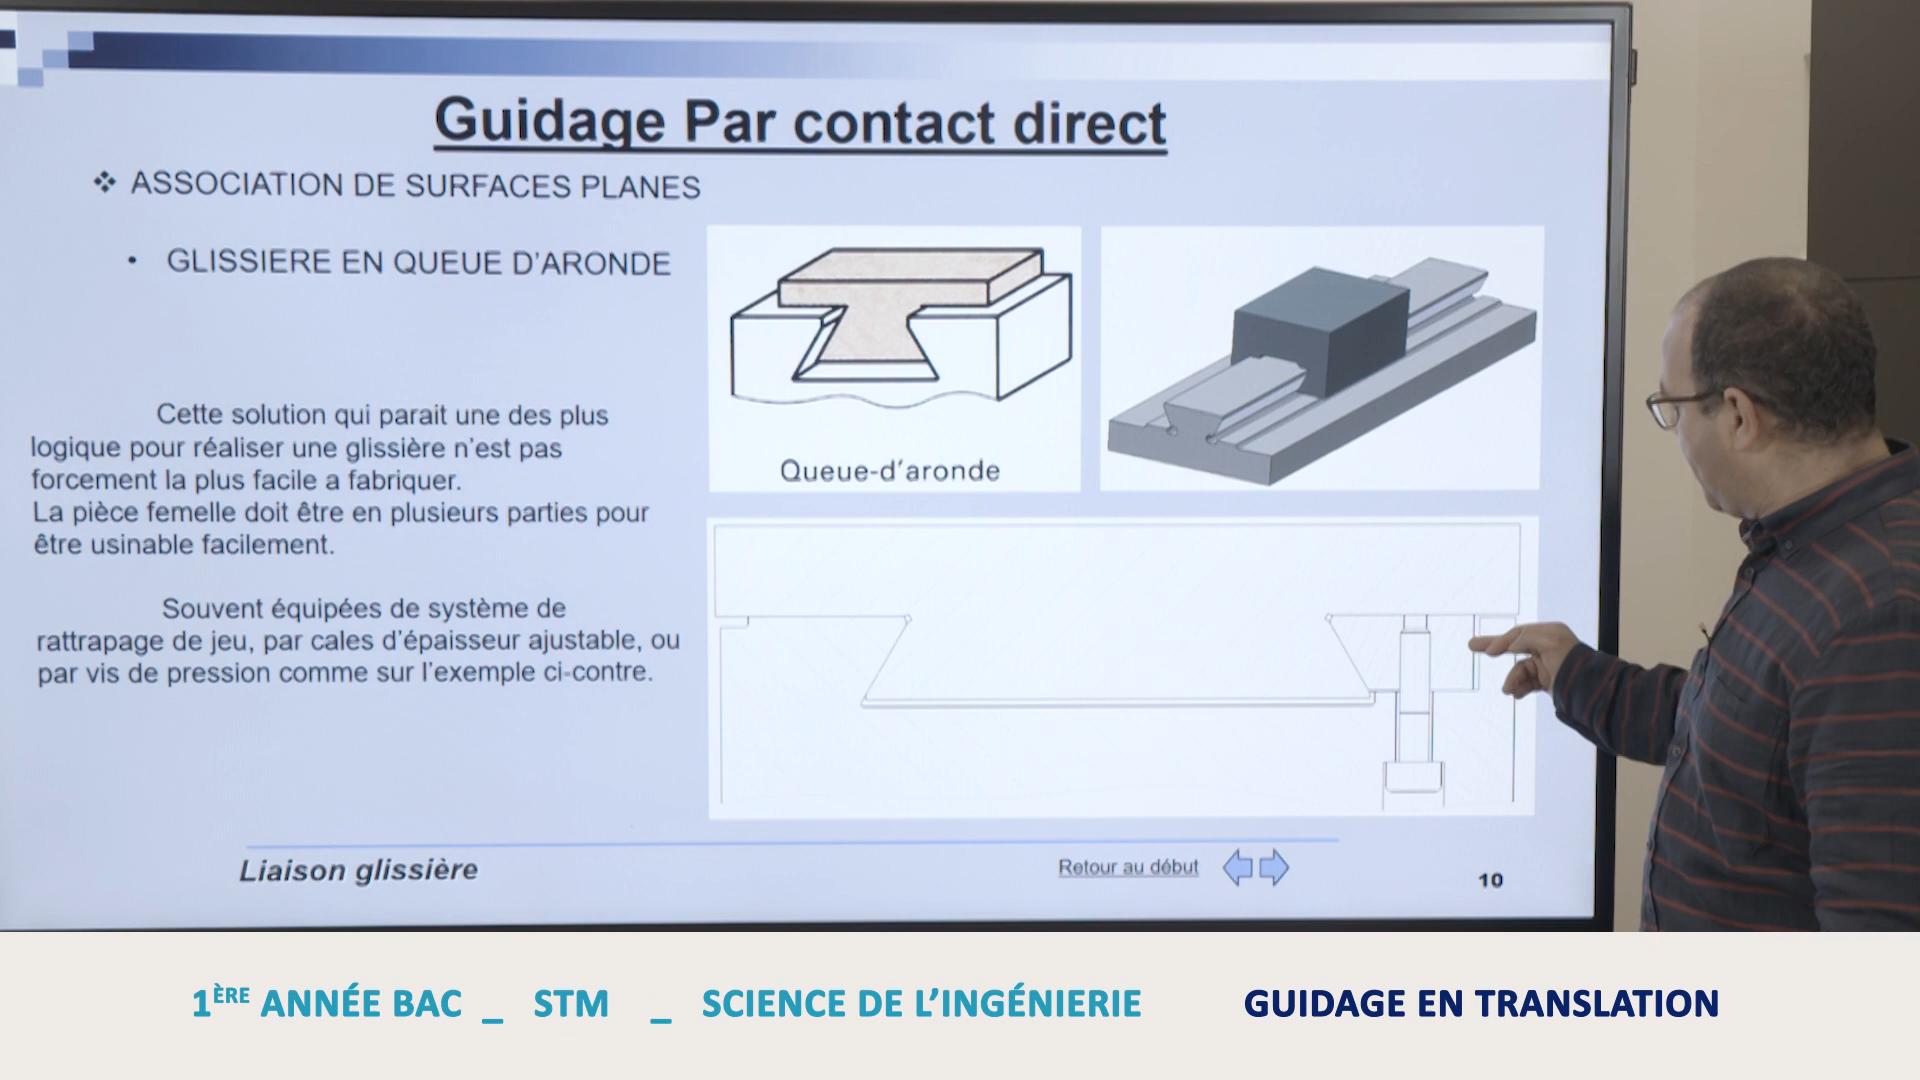 Guidage Par contact direct
❖ ASSOCIATION DE SURFACES PLANES
• GLISSIERE EN QUEUE D'ARONDE
Cette solution qui parait une des plus
logique pour réaliser une glissière n'est pas
forcement la plus facile a fabriquer.
La pièce femelle doit être en plusieurs parties pour
être usinable facilement.
Souvent équipées de système de
rattrapage de jeu, par cales d'épaisseur ajustable, ou
par vis de pression comme sur l'exemple ci-contre.
Queue-d'aronde
Liaison glissière
Retour au début
10
1ÈRE ANNÉE BAC _ STM _ SCIENCE DE L'INGÉNIERIE GUIDAGE EN TRANSLATION